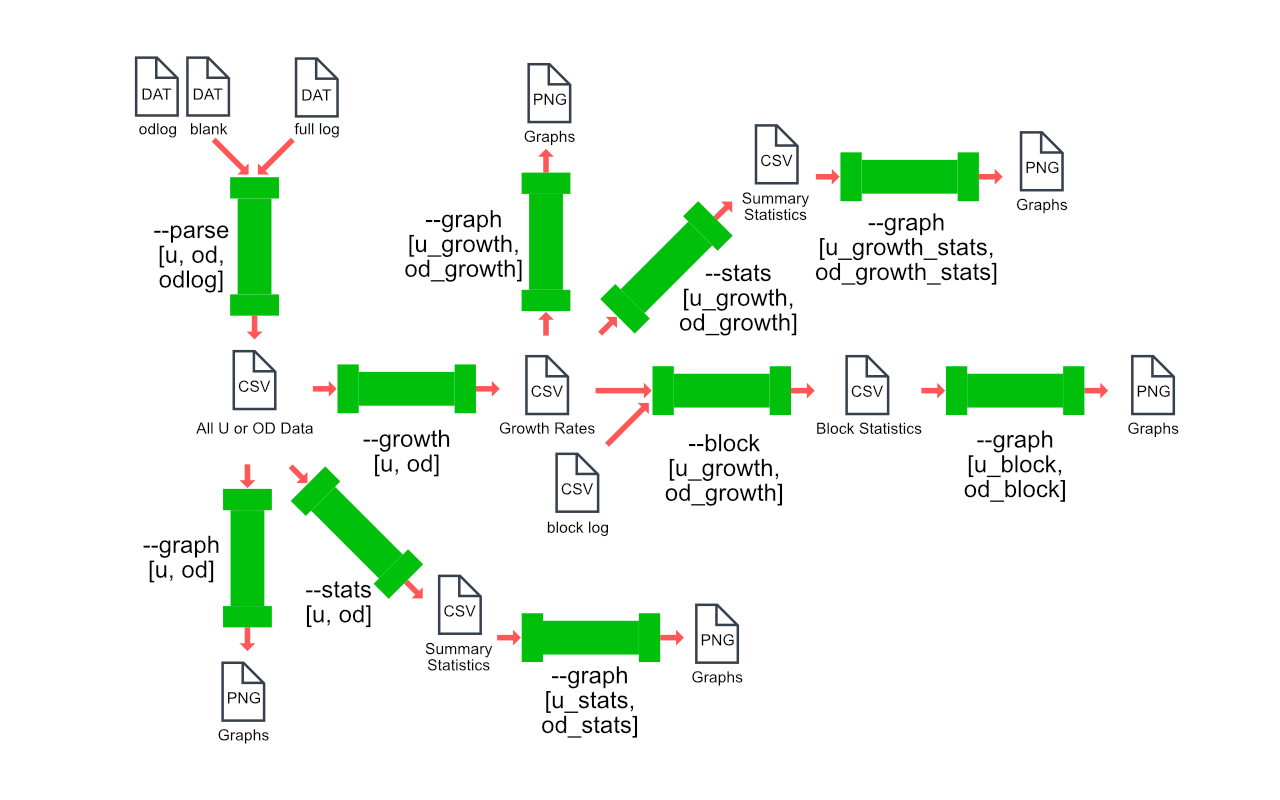 DAT
DAT
DAT
odlog
blank
full log
--parse
[u, od,
odlog]
PNG
Graphs
--graph
[u_growth,
od_growth]
CSV
Summary
Statistics
--stats
[u_growth,
od_growth]
--graph
[u_growth_stats,
od_growth_stats]
PNG
Graphs
CSV
All U or OD Data
--growth
[u, od]
CSV
Growth Rates
CSV
block log
--block
[u_growth,
od_growth]
CSV
Block Statistics
--graph
[u_block,
od_block]
PNG
Graphs
--graph
[u, od]
PNG
Graphs
--stats
[u, od]
CSV
Summary
Statistics
--graph
[u_stats,
od_stats]
PNG
Graphs